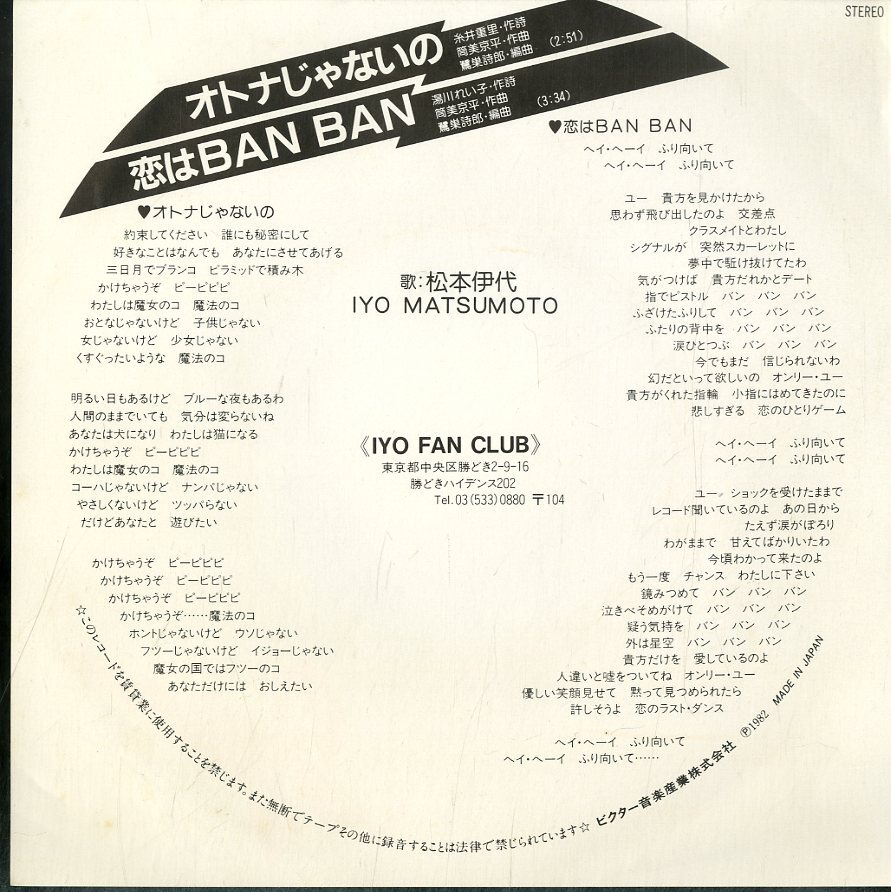 STEREO
オトナじゃないの
糸井重里・作詩
筒美京平・作曲
鷺巣詩郎・編曲
(2:51)
恋はBAN BAN
湯川れい子・作詩
筒美京平・作曲
鷺巣詩郎・編曲
(3:34)
♥オトナじゃないの
約束してください 誰にも秘密にして
好きなことはなんでも あなたにさせてあげる
三日月でブランコ ピラミッドで積み木
かけちゃうぞ ピーピピピ
わたしは魔女のコ 魔法のコ
おとなじゃないけど 子供じゃない
女じゃないけど 少女じゃない
くすぐったいような 魔法のコ
明るい日もあるけど ブルーな夜もあるわ
人間のままでいても 気分は変らないね
あなたは犬になり わたしは猫になる
かけちゃうぞ ピーピピピ
わたしは魔女のコ 魔法のコ
コーハじゃないけど ナンパじゃない
やさしくないけど ツッパらない
だけどあなたと 遊びたい
かけちゃうぞ ピーピピピ
かけちゃうぞ ピーピピピ
かけちゃうぞ ピーピピピ
かけちゃうぞ……魔法のコ
ホントじゃないけど ウソじゃない
フツーじゃないけど イジョーじゃない
魔女の国ではフツーのコ
あなただけには おしえたい
歌:松本伊代
IYO MATSUMOTO
《IYO FAN CLUB》
東京都中央区勝どき2-9-16
勝どきハイデンス202
Tel.03(533)0880 〒104
♥恋はBAN BAN
ヘイ・ヘーイ ふり向いて
ヘイ・ヘーイ ふり向いて
ユー 貴方を見かけたから
思わず飛び出したのよ 交差点
クラスメイトとわたし
シグナルが 突然スカーレットに
夢中で駈け抜けてたわ
気がつけば 貴方だれかとデート
指でピストル バン バン バン
ふざけたふりして バン バン バン
ふたりの背中を バン バン バン
涙ひとつぶ バン バン バン
今でもまだ 信じられないわ
幻だといって欲しいの オンリー・ユー
貴方がくれた指輪 小指にはめてきたのに
悲しすぎる 恋のひとりゲーム
ヘイ・ヘーイ ふり向いて
ヘイ・ヘーイ ふり向いて
ユー ショックを受けたままで
レコード聞いているのよ あの日から
たえず涙がぽろり
わがままで 甘えてばかりいたわ
今頃わかって来たのよ
もう一度 チャンス わたしに下さい
鏡みつめて バン バン バン
泣きべそめがけて バン バン バン
疑う気持を バン バン バン
外は星空 バン バン バン
貴方だけを 愛しているのよ
人違いと嘘をついてね オンリー・ユー
優しい笑顔見せて 黙って見つめられたら
許しそうよ 恋のラスト・ダンス
ヘイ・ヘーイ ふり向いて
ヘイ・ヘーイ ふり向いて……
☆このレコードを賃貸業に使用することを禁じます。また無断でテープその他に録音することは法律で禁じられています☆ ビクター音楽産業株式会社 Ⓟ1982 MADE IN JAPAN